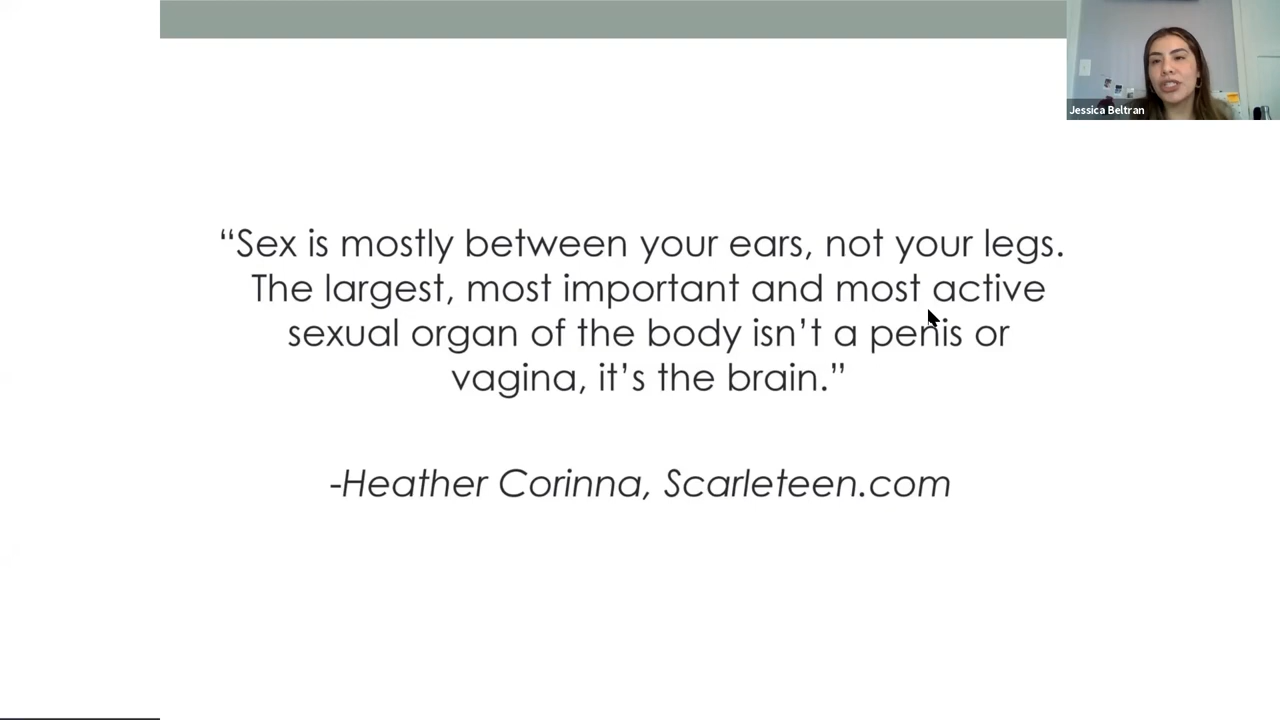 Jessica Beltran
“Sex is mostly between your ears, not your legs.
The largest, most important and most active
sexual organ of the body isn’t a penis or
vagina, it’s the brain.”
-Heather Corinna, Scarleteen.com